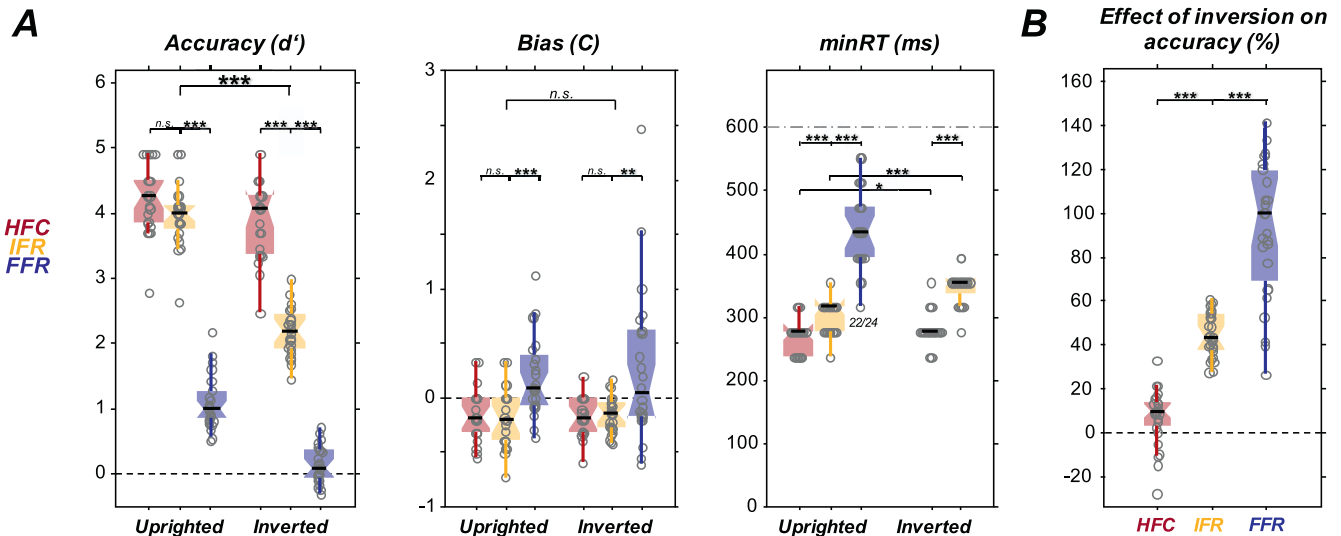 A
Accuracy (d‘)
Bias (C)
minRT (ms)
B
Effect of inversion on
accuracy (%)
HFC
IFR
FFR
6
5
4
3
2
1
0
***
n.s. ***
*** ***
Uprighted Inverted
3
2
1
0
-1
n.s.
n.s. ***
n.s. **
Uprighted Inverted
600
500
400
300
200
100
0
*** ***
***
***
*
22/24
Uprighted Inverted
160
140
120
100
80
60
40
20
0
-20
*** ***
HFC IFR FFR